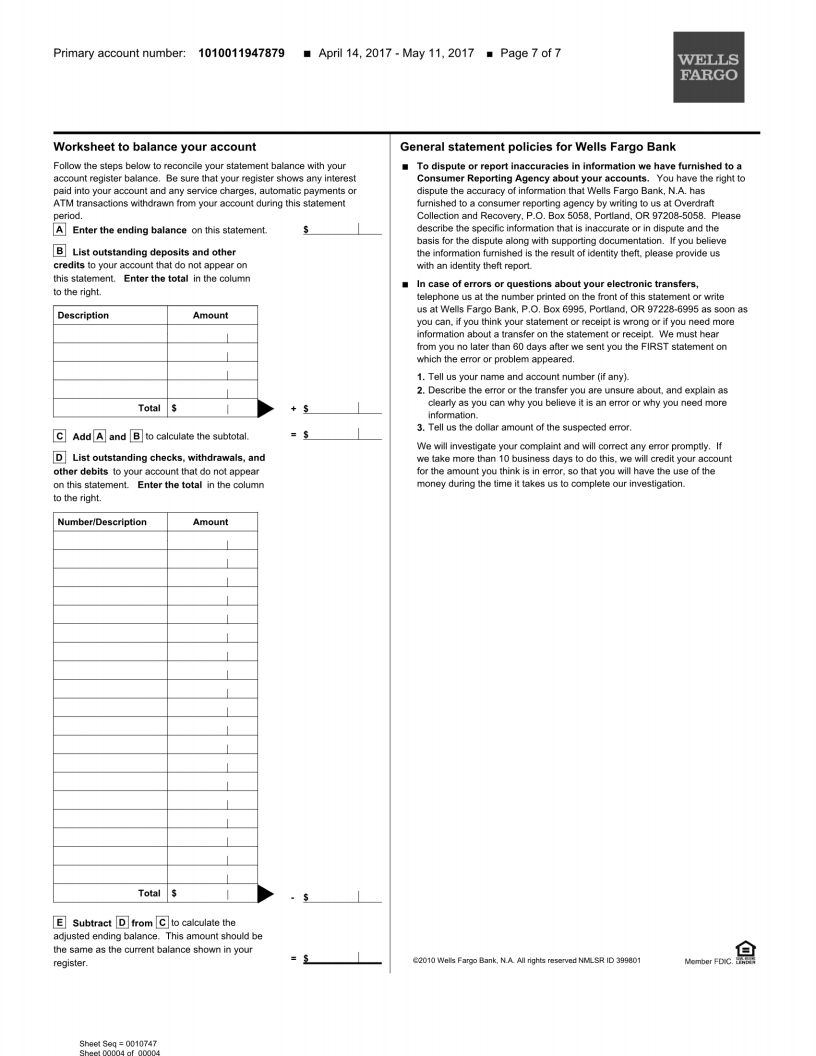 Primary account number: 1010011947879 ■ April 14, 2017 - May 11, 2017 ■ Page 7 of 7
WELLS
FARGO
Worksheet to balance your account
Follow the steps below to reconcile your statement balance with your
account register balance. Be sure that your register shows any interest
paid into your account and any service charges, automatic payments or
ATM transactions withdrawn from your account during this statement
period.
A Enter the ending balance on this statement. $
B List outstanding deposits and other
credits to your account that do not appear on
this statement. Enter the total in the column
to the right.
Description Amount
Total $ + $
C Add A and B to calculate the subtotal. = $
D List outstanding checks, withdrawals, and
other debits to your account that do not appear
on this statement. Enter the total in the column
to the right.
Number/Description Amount
Total $ - $
E Subtract D from C to calculate the
adjusted ending balance. This amount should be
the same as the current balance shown in your
register. = $
General statement policies for Wells Fargo Bank
■ To dispute or report inaccuracies in information we have furnished to a
Consumer Reporting Agency about your accounts. You have the right to
dispute the accuracy of information that Wells Fargo Bank, N.A. has
furnished to a consumer reporting agency by writing to us at Overdraft
Collection and Recovery, P.O. Box 5058, Portland, OR 97208-5058. Please
describe the specific information that is inaccurate or in dispute and the
basis for the dispute along with supporting documentation. If you believe
the information furnished is the result of identity theft, please provide us
with an identity theft report.
■ In case of errors or questions about your electronic transfers,
telephone us at the number printed on the front of this statement or write
us at Wells Fargo Bank, P.O. Box 6995, Portland, OR 97228-6995 as soon as
you can, if you think your statement or receipt is wrong or if you need more
information about a transfer on the statement or receipt. We must hear
from you no later than 60 days after we sent you the FIRST statement on
which the error or problem appeared.
1. Tell us your name and account number (if any).
2. Describe the error or the transfer you are unsure about, and explain as
clearly as you can why you believe it is an error or why you need more
information.
3. Tell us the dollar amount of the suspected error.
We will investigate your complaint and will correct any error promptly. If
we take more than 10 business days to do this, we will credit your account
for the amount you think is in error, so that you will have the use of the
money during the time it takes us to complete our investigation.
©2010 Wells Fargo Bank, N.A. All rights reserved NMLSR ID 399801 Member FDIC.
LENDER
Sheet Seq = 0010747
Sheet 00004 of 00004